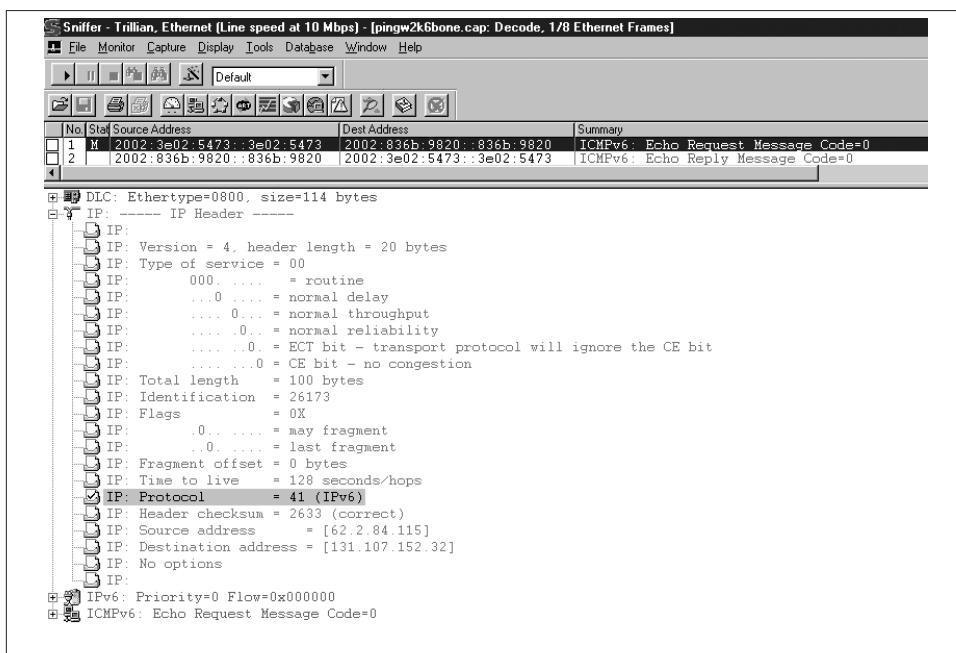 Sniffer - Trillian, Ethernet (Line speed at 10 Mbps) - [pingw2k6bone.cap: Decode, 1/8 Ethernet Frames]
File Monitor Capture Display Tools Database Window Help
Default
No. Stat Source Address Dest Address Summary
1 M 2002:3e02:5473::3e02:5473 2002:836b:9820::836b:9820 ICMPv6: Echo Request Message Code=0
2 2002:836b:9820::836b:9820 2002:3e02:5473::3e02:5473 ICMPv6: Echo Reply Message Code=0
DLC: Ethertype=0800, size=114 bytes
IP: ----- IP Header -----
IP:
IP: Version = 4, header length = 20 bytes
IP: Type of service = 00
IP: 000. .... = routine
IP: ...0 .... = normal delay
IP: .... 0... = normal throughput
IP: .... .0.. = normal reliability
IP: .... ..0. = ECT bit - transport protocol will ignore the CE bit
IP: .... ...0 = CE bit - no congestion
IP: Total length = 100 bytes
IP: Identification = 26173
IP: Flags = 0X
IP: .0.. .... = may fragment
IP: ..0. .... = last fragment
IP: Fragment offset = 0 bytes
IP: Time to live = 128 seconds/hops
IP: Protocol = 41 (IPv6)
IP: Header checksum = 2633 (correct)
IP: Source address = [62.2.84.115]
IP: Destination address = [131.107.152.32]
IP: No options
IP:
IPv6: Priority=0 Flow=0x000000
ICMPv6: Echo Request Message Code=0